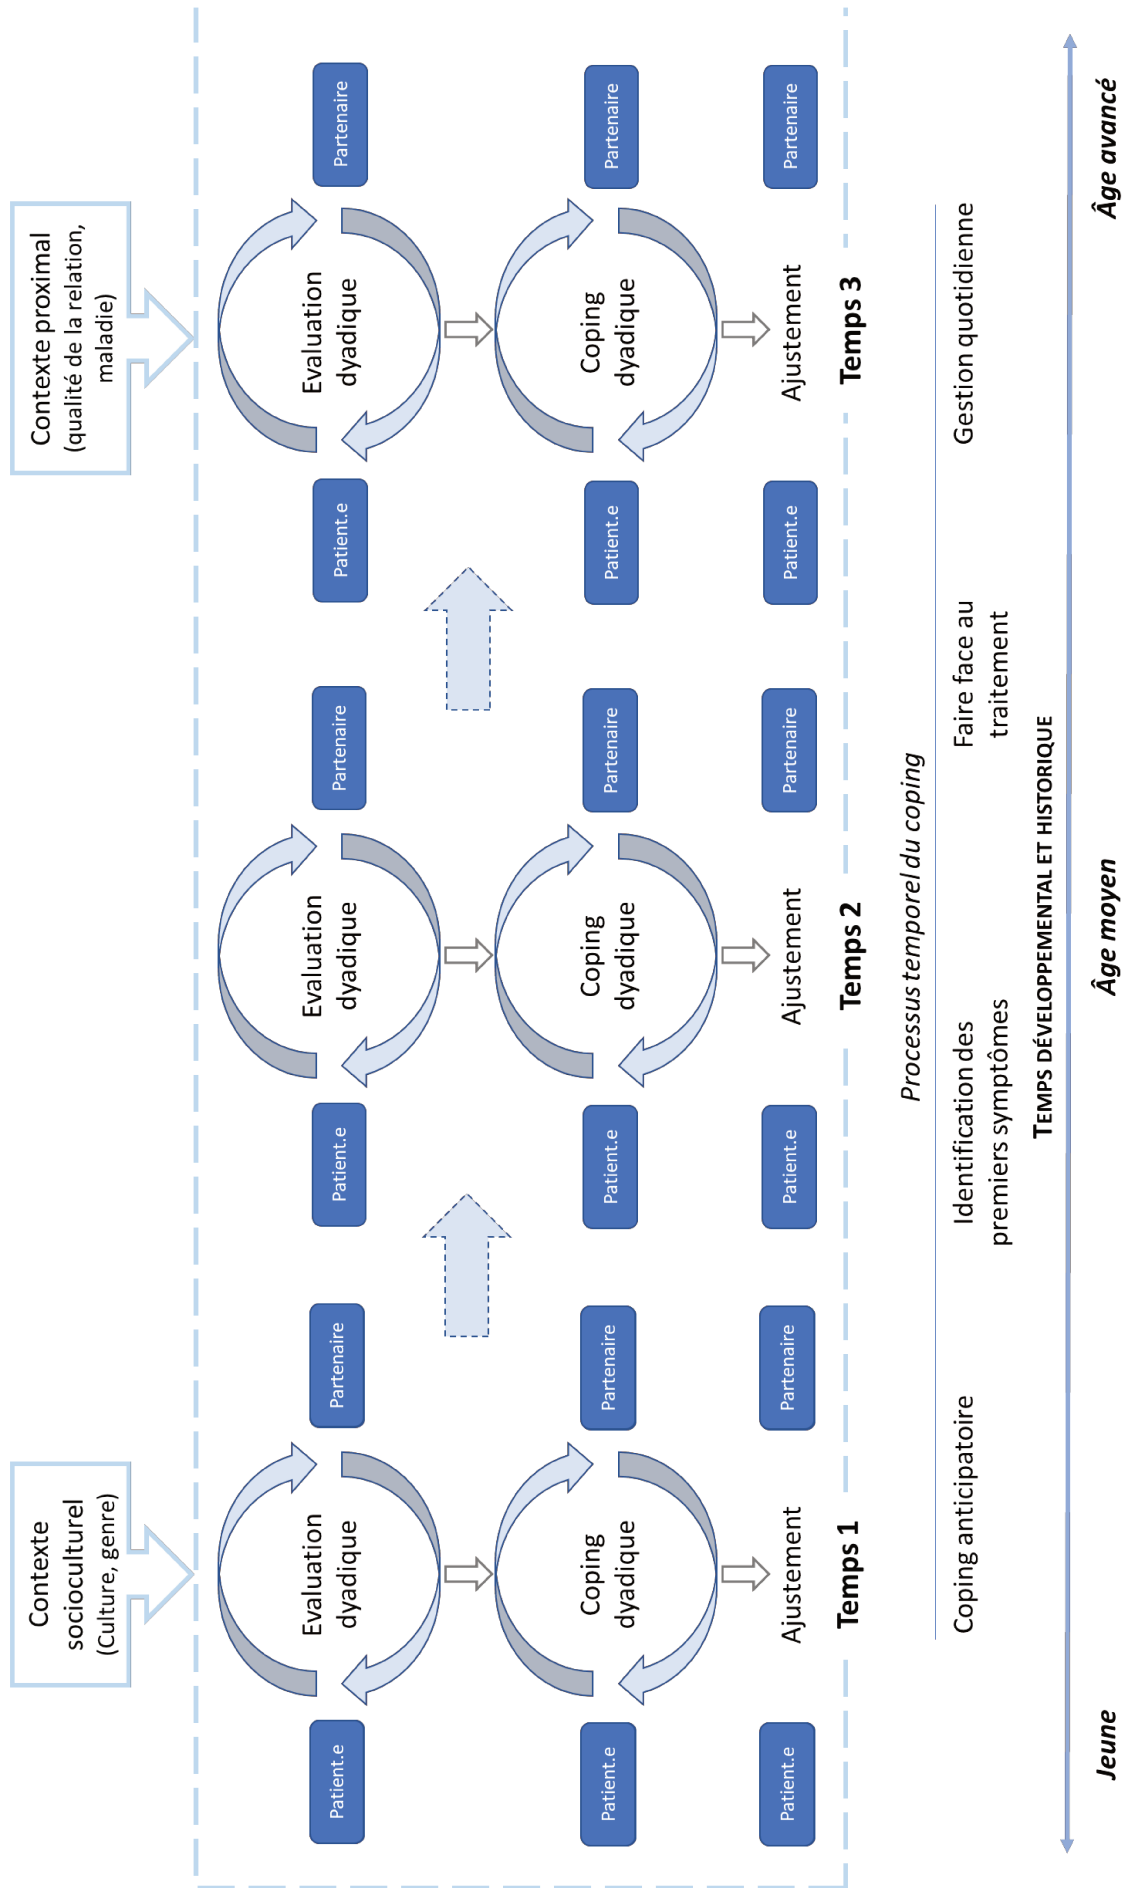 Contexte
socioculturel
(Culture, genre)
Contexte proximal
(qualité de la relation,
maladie)
Patient.e
Evaluation
dyadique
Partenaire
Patient.e
Evaluation
dyadique
Partenaire
Patient.e
Evaluation
dyadique
Partenaire
Patient.e
Coping
dyadique
Partenaire
Patient.e
Coping
dyadique
Partenaire
Patient.e
Coping
dyadique
Partenaire
Patient.e
Ajustement
Partenaire
Patient.e
Ajustement
Partenaire
Patient.e
Ajustement
Partenaire
Temps 1
Temps 2
Temps 3
Processus temporel du coping
Coping anticipatoire
Identification des
premiers symptômes
Faire face au
traitement
Gestion quotidienne
TEMPS DÉVELOPPEMENTAL ET HISTORIQUE
Jeune
Âge moyen
Âge avancé